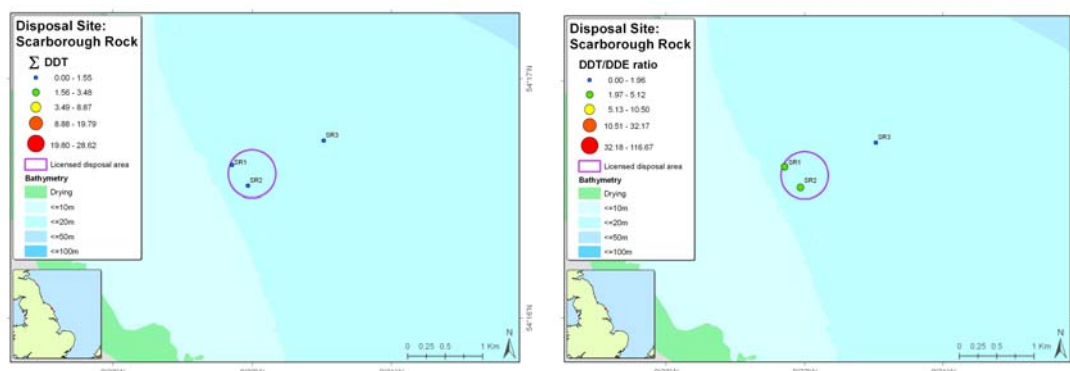 Disposal Site:
Scarborough Rock
∑ DDT
0.00 - 1.55
1.56 - 3.48
3.49 - 8.87
8.88 - 19.79
19.80 - 28.62
Licensed disposal area
Bathymetry
Drying
<=10m
<=20m
<=50m
<=100m
SR3
SR1
SR2
54°17'N
54°16'N
N
0 0.25 0.5 1 Km
Disposal Site:
Scarborough Rock
DDT/DDE ratio
0.00 - 1.96
1.97 - 5.12
5.13 - 10.50
10.51 - 32.17
32.18 - 116.67
Licensed disposal area
Bathymetry
Drying
<=10m
<=20m
<=50m
<=100m
SR3
SR1
SR2
N
0 0.25 0.5 1 Km